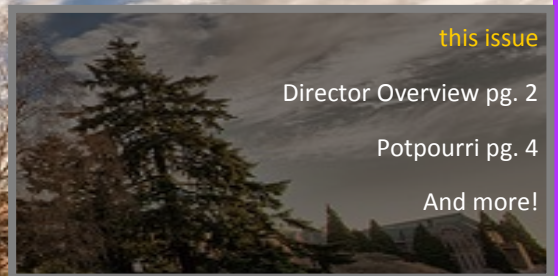 this issue
Director Overview pg. 2
Potpourri pg. 4
And more!